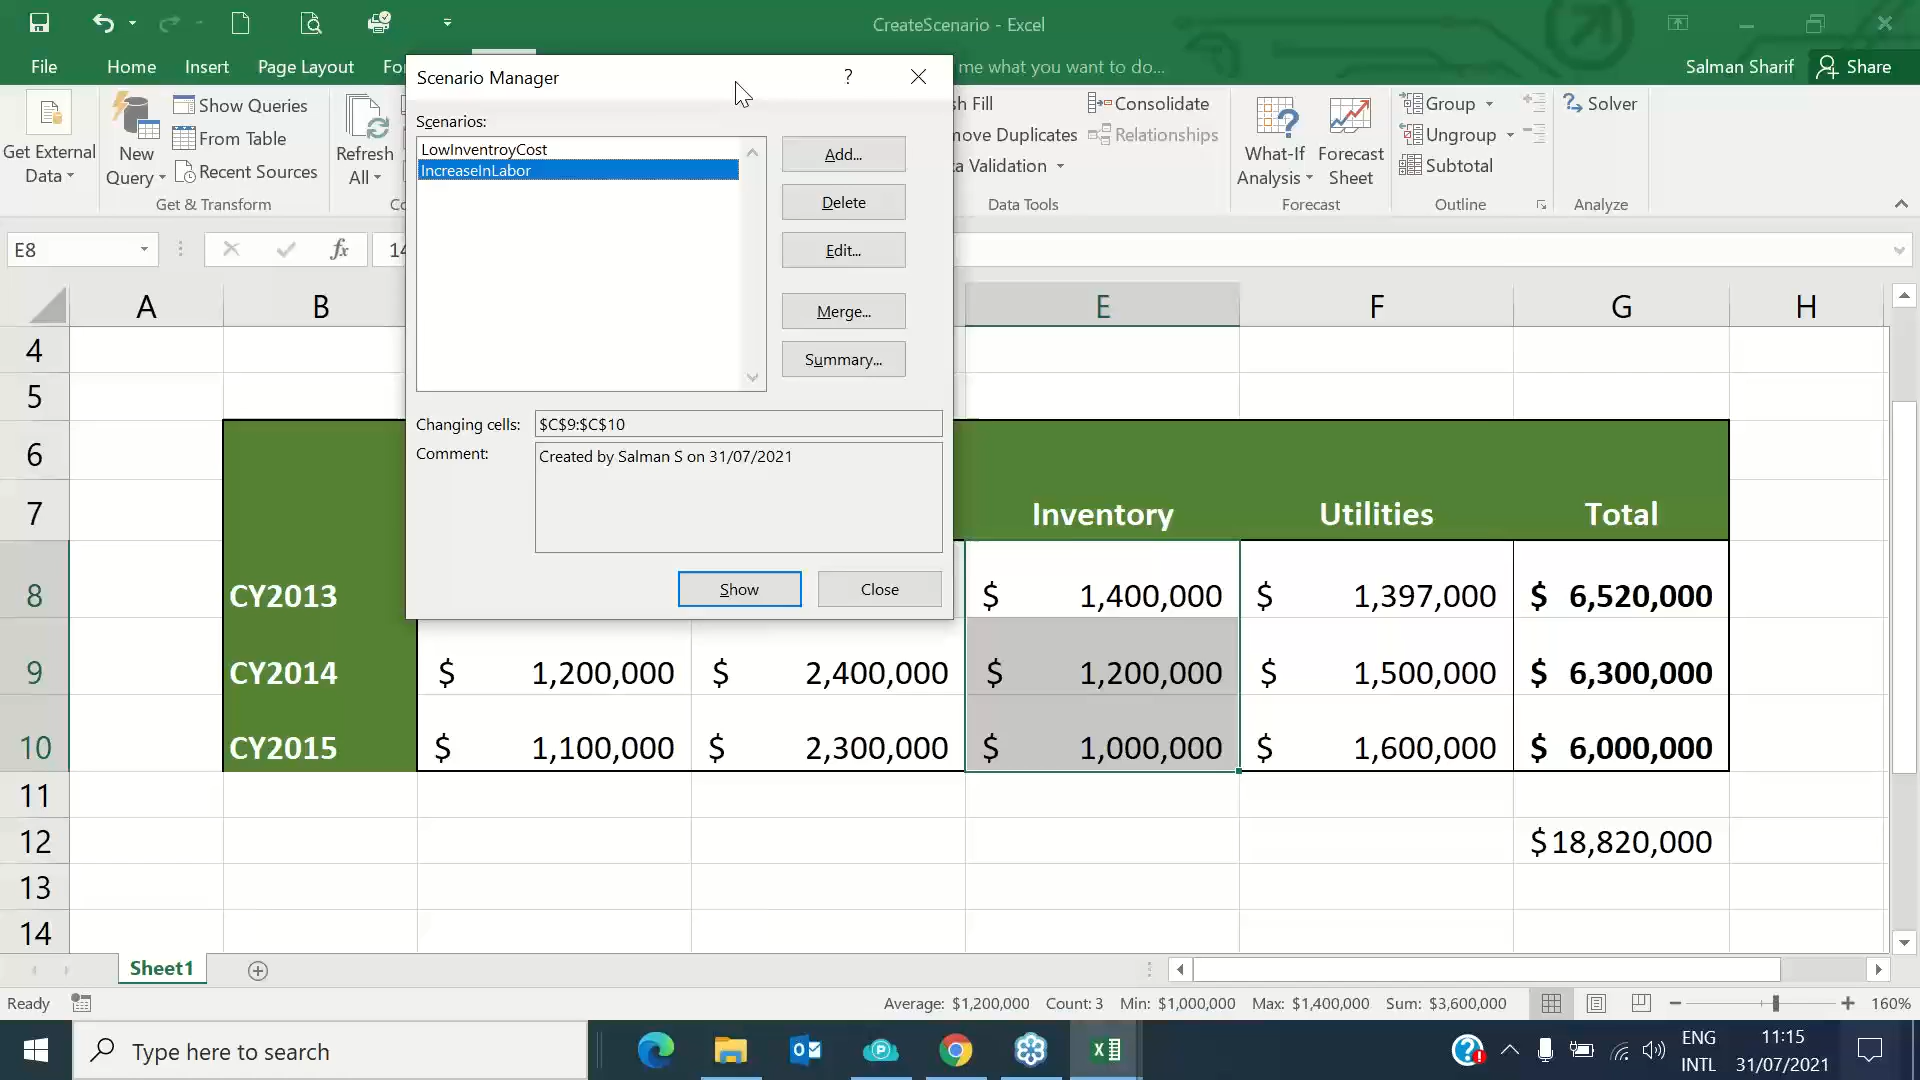 CreateScenario - Excel
File
Home
Insert
Page Layout
Fo
me what you want to do...
Salman Sharif
Share
Get External Data
New Query
Show Queries
From Table
Recent Sources
Get & Transform
Refresh All
Co
sh Fill
move Duplicates
a Validation
Consolidate
Relationships
Data Tools
What-If Analysis
Forecast Sheet
Forecast
Group
Ungroup
Subtotal
Outline
Solver
Analyze
Scenario Manager
?
Scenarios:
LowInventroyCost
IncreaseInLabor
Add...
Delete
Edit...
Merge...
Summary...
Changing cells:
$C$9:$C$10
Comment:
Created by Salman S on 31/07/2021
Show
Close
E8
fx
14
A B E F G H
4
5
6
7 Inventory Utilities Total
8 CY2013 $ 1,400,000 $ 1,397,000 $ 6,520,000
9 CY2014 $ 1,200,000 $ 2,400,000 $ 1,200,000 $ 1,500,000 $ 6,300,000
10 CY2015 $ 1,100,000 $ 2,300,000 $ 1,000,000 $ 1,600,000 $ 6,000,000
11
12 $18,820,000
13
14
Sheet1
Ready
Average: $1,200,000 Count: 3 Min: $1,000,000 Max: $1,400,000 Sum: $3,600,000
160%
Type here to search
ENG
INTL
11:15
31/07/2021